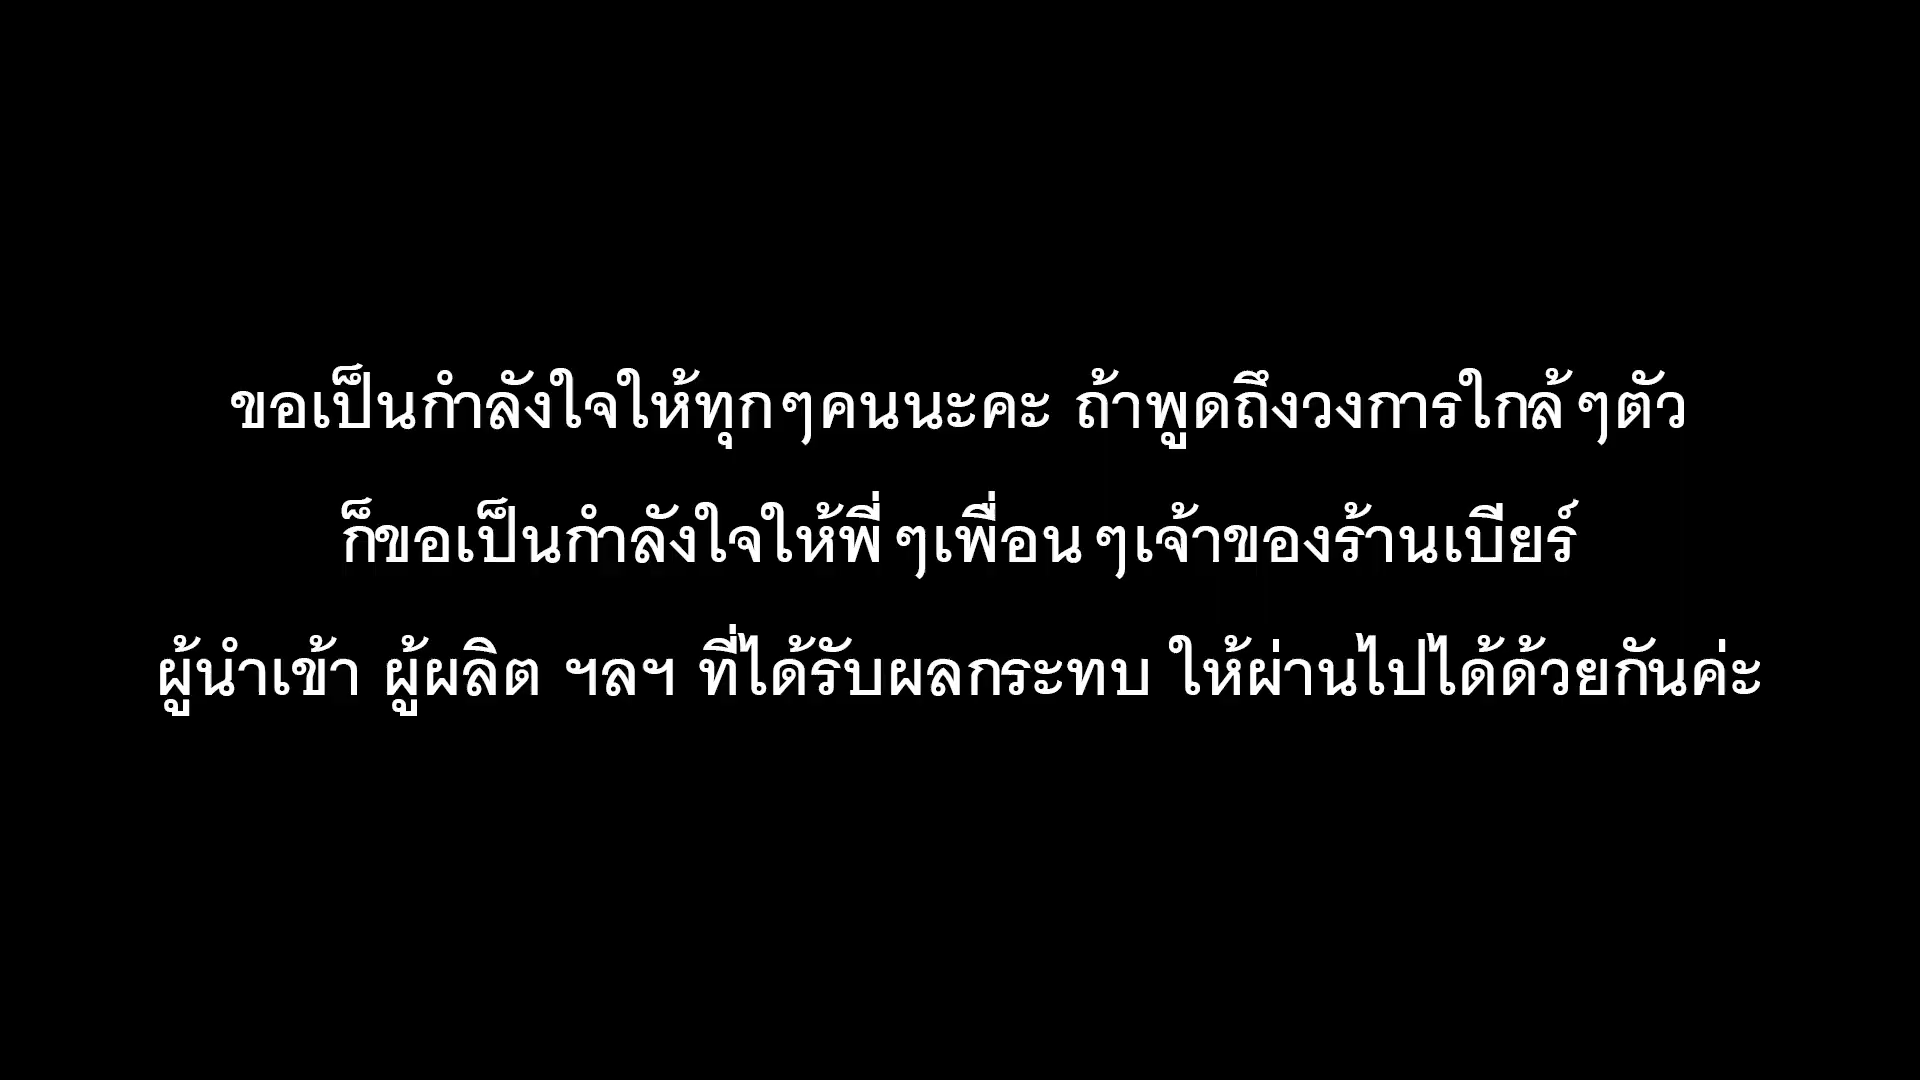 ขอเป็นกำลังใจให้ทุกๆคนนะคะ ถ้าพูดถึงวงการใกล้ๆตัว
ก็ขอเป็นกำลังใจให้พี่ๆเพื่อนๆเจ้าของร้านเบียร์
ผู้นำเข้า ผู้ผลิต ฯลฯ ที่ได้รับผลกระทบ ให้ผ่านไปได้ด้วยกันค่ะ